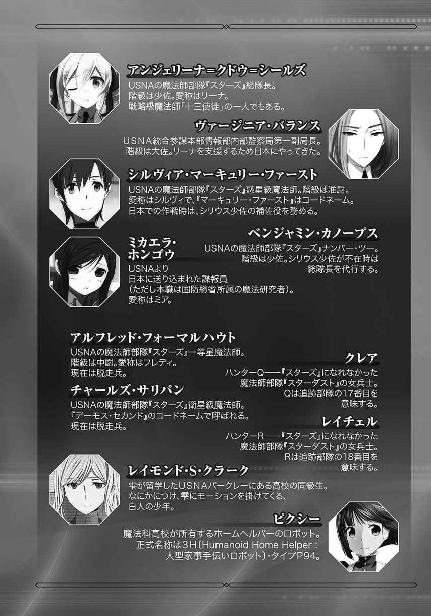 アンジェリーナ＝クドウ＝シールズ
USNAの魔法師部隊『スターズ』総隊長。
階級は少佐。愛称はリーナ。
戦略級魔法師「十三使徒」の一人でもある。
ヴァージニア・バランス
USNA統合参謀本部情報部内部監察局第一副局長。
階級は大佐。リーナを支援するため日本にやってきた。
シルヴィア・マーキュリー・ファースト
USNAの魔法師部隊『スターズ』惑星級魔法師。階級は准尉。
愛称はシルヴィで、『マーキュリー・ファースト』はコードネーム。
日本での作戦時は、シリウス少佐の補佐役を務める。
ベンジャミン・カノープス
USNAの魔法師部隊『スターズ』ナンバー・ツー。
階級は少佐。シリウス少佐が不在時は
総隊長を代行する。
ミカエラ・
ホンゴウ
USNAより
日本に送り込まれた諜報員
（ただし本職は国防総省所属の魔法研究者）。
愛称はミア。
アルフレッド・フォーマルハウト
USNAの魔法師部隊『スターズ』一等星魔法師。
階級は中尉。愛称はフレディ。
現在は脱走兵。
チャールズ・サリバン
USNAの魔法師部隊『スターズ』衛星級魔法師。
『デーモス・セカンド』のコードネームで呼ばれる。
現在は脱走兵。
クレア
ハンターQ――『スターズ』になれなかった
魔法師部隊『スターダスト』の女兵士。
Qは追跡部隊の17番目を
意味する。
レイチェル
ハンターR――『スターズ』になれなかった
魔法師部隊『スターダスト』の女兵士。
Rは追跡部隊の18番目を
意味する。
レイモンド・S・クラーク
雫が留学したUSNAバークレーにある高校の同級生。
なにかにつけ、雫にモーションを掛けてくる、
白人の少年。
ピクシー
魔法科高校が所有するホームヘルパーのロボット。
正式名称は3H（Humanoid Home Helper：
人型家事手伝いロボット）・タイプP94。